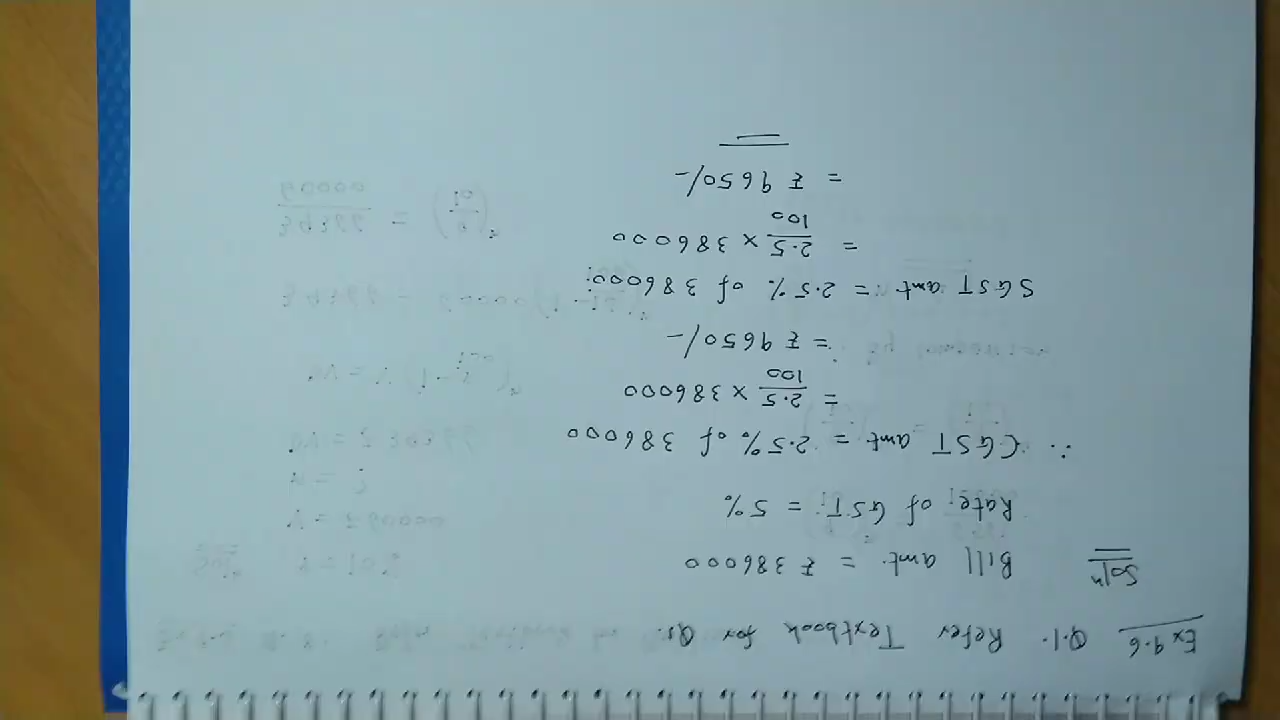 Ex 9.6 Q.1. Refer Textbook for Qs.
Solⁿ Bill amt. = ₹ 386000
Rate of GST = 5%
∴ CGST amt = 2.5% of 386000
= 2.5/100 × 386000
= ₹ 9650/-
SGST amt = 2.5% of 386000
= 2.5/100 × 386000
= ₹ 9650/-